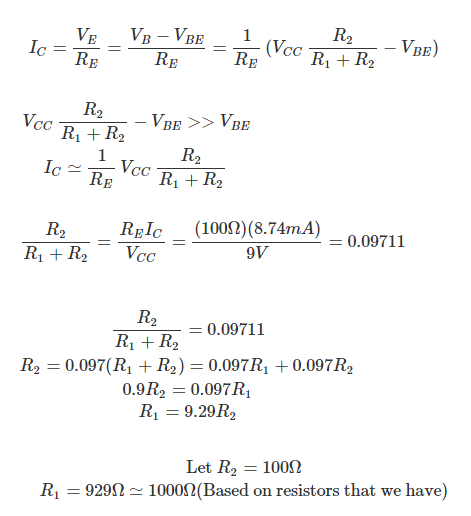 I_C = V_E / R_E = (V_B − V_BE) / R_E = 1 / R_E (V_CC R_2 / (R_1 + R_2) − V_BE)
V_CC R_2 / (R_1 + R_2) − V_BE >> V_BE
I_C ≃ 1 / R_E V_CC R_2 / (R_1 + R_2)
R_2 / (R_1 + R_2) = R_E I_C / V_CC = (100Ω)(8.74mA) / 9V = 0.09711
R_2 / (R_1 + R_2) = 0.09711
R_2 = 0.097(R_1 + R_2) = 0.097R_1 + 0.097R_2
0.9R_2 = 0.097R_1
R_1 = 9.29R_2
Let R_2 = 100Ω
R_1 = 929Ω ≃ 1000Ω(Based on resistors that we have)